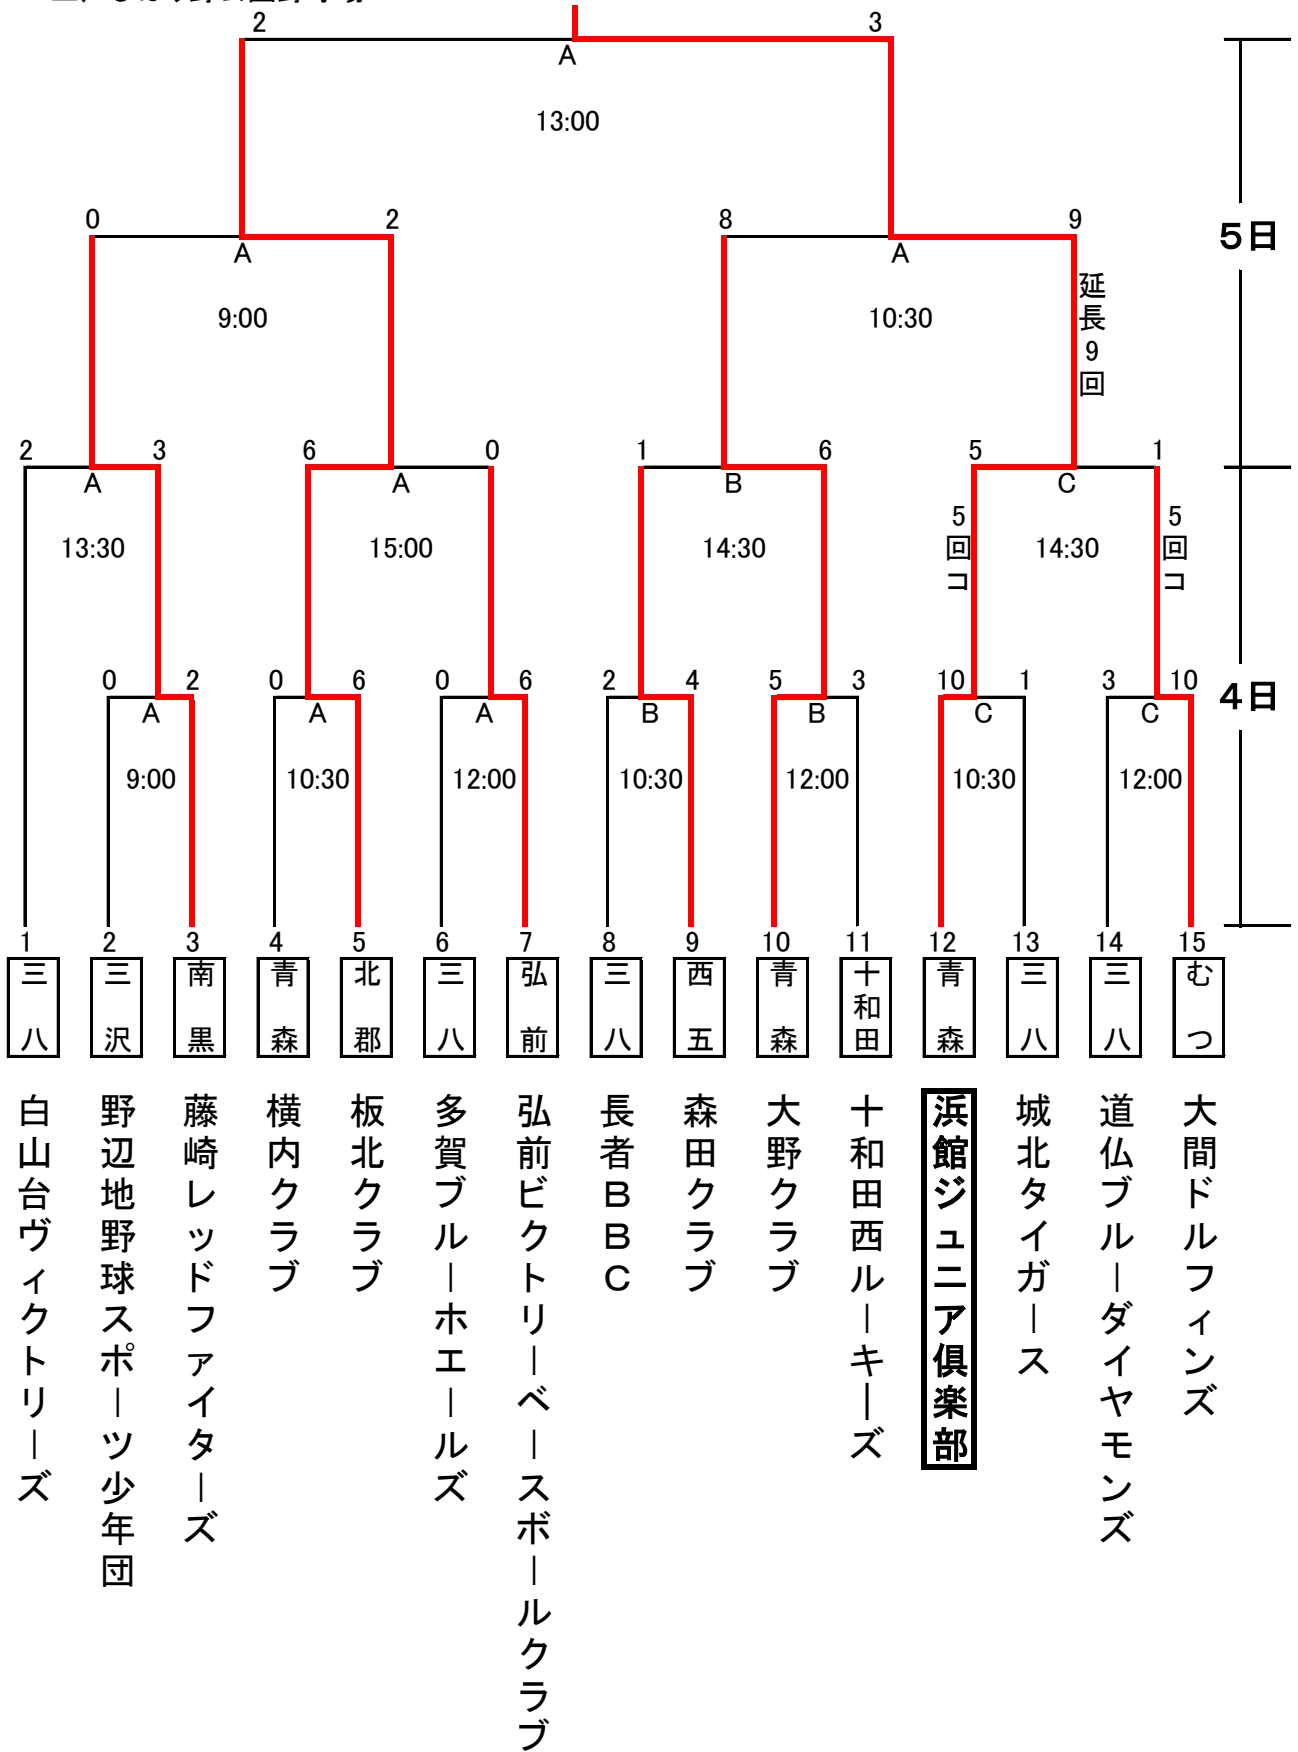 2 3
A
13:00
0 2 8 9
A A
9:00 10:30
延長9回
5日
2 3 6 0 1 6 5 1
A A B C
13:30 15:00 14:30 14:30
5回コ 5回コ
0 2 0 6 0 6 2 4 5 3 10 1 3 10
A A A B B C C
9:00 10:30 12:00 10:30 12:00 10:30 12:00
4日
1 2 3 4 5 6 7 8 9 10 11 12 13 14 15
三八 三沢 南黒 青森 北郡 三八 弘前 三八 西五 青森 十和田 青森 三八 三八 むつ
白山台ヴィクトリーズ
野辺地野球スポーツ少年団
藤崎レッドファイターズ
横内クラブ
板北クラブ
多賀ブルーホエールズ
弘前ビクトリーベースボールクラブ
長者BBC
森田クラブ
大野クラブ
十和田西ルーキーズ
浜館ジュニア倶楽部
城北タイガース
道仏ブルーダイヤモンズ
大間ドルフィンズ